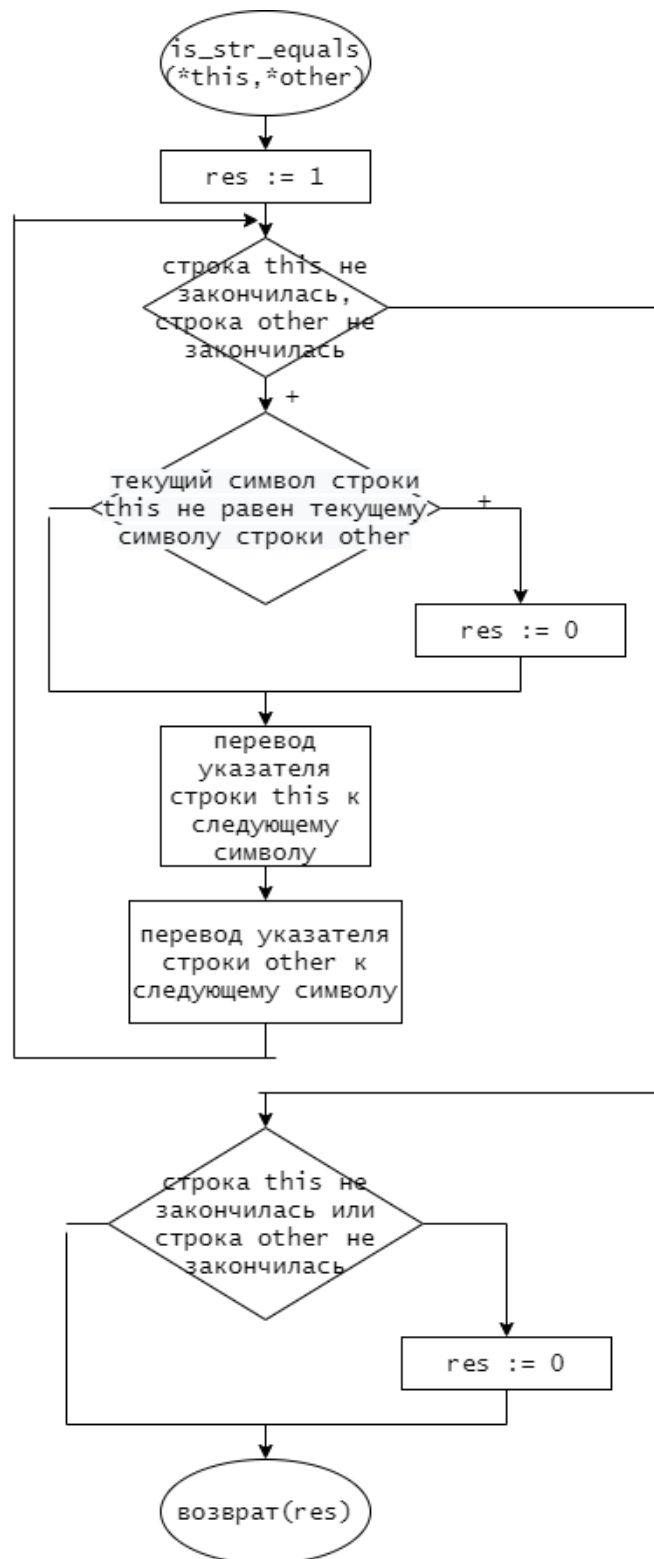 is_str_equals
(*this,*other)
res := 1
строка this не
закончилась,
строка other не
закончилась
+
текущий символ строки
this не равен текущему
символу строки other
+
res := 0
перевод
указателя
строки this к
следующему
символу
перевод указателя
строки other к
следующему символу
строка this не
закончилась или
строка other не
закончилась
res := 0
возврат(res)